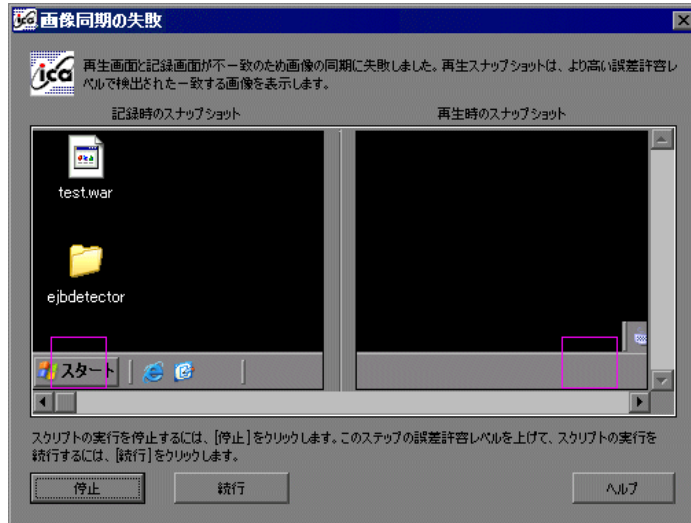 ica 画像同期の失敗
ica
再生画面と記録画面が不一致のため画像の同期に失敗しました。再生スナップショットは、より高い誤差許容レ
ベルで検出された一致する画像を表示します。
記録時のスナップショット 再生時のスナップショット
test.war
ejbdetector
スタート
スクリプトの実行を停止するには、[停止]をクリックします。このステップの誤差許容レベルを上げて、スクリプトの実行を
続行するには、[続行]をクリックします。
停止 続行 ヘルプ